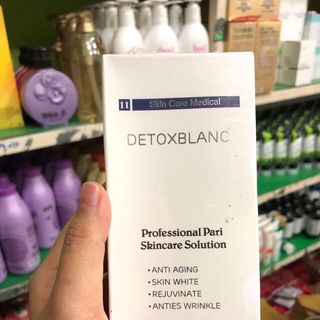 11 Skin Care Medical
DETOXBLANC
Professional Pari
Skincare Solution
• ANTI AGING
• SKIN WHITE
• REJUVINATE
• ANTIES WRINKLE